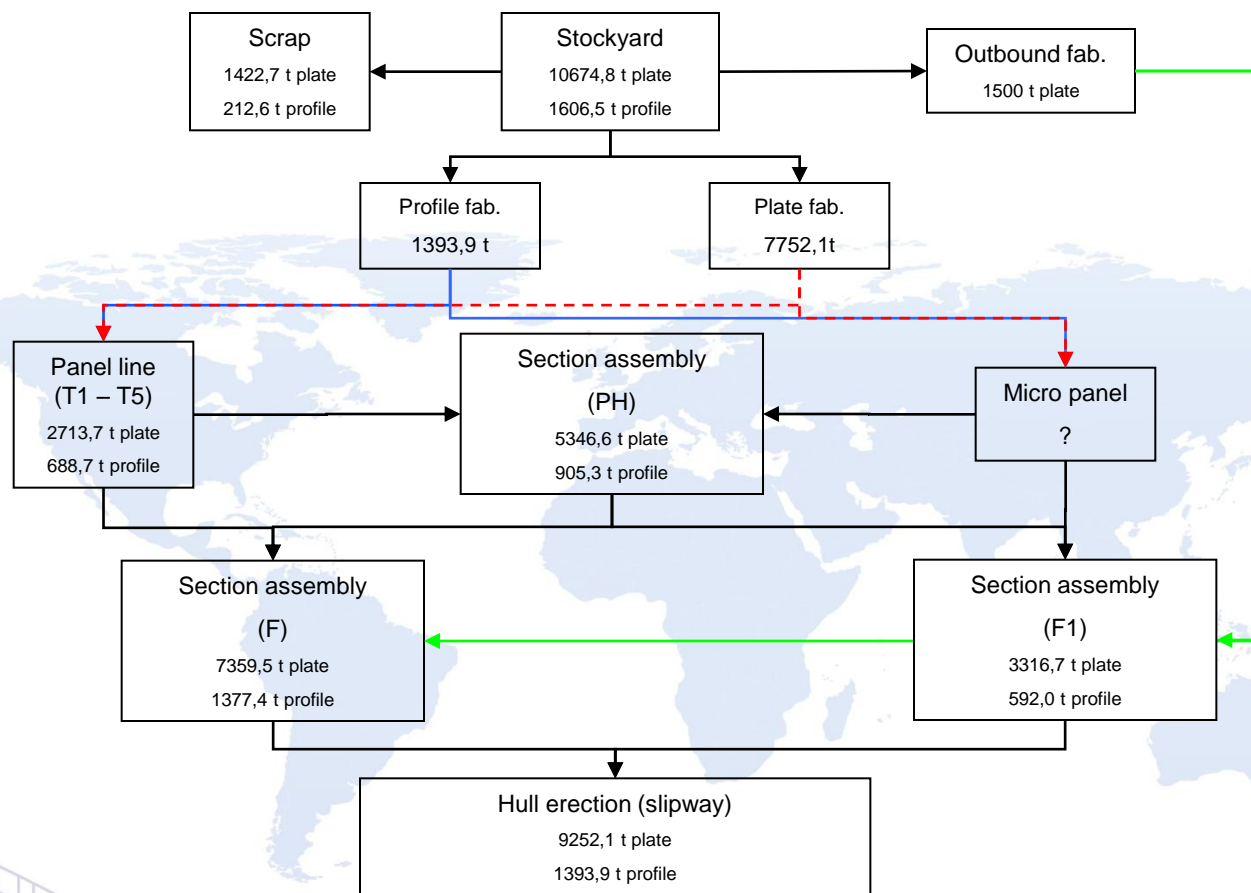 Scrap
1422,7 t plate
212,6 t profile
Stockyard
10674,8 t plate
1606,5 t profile
Outbound fab.
1500 t plate
Profile fab.
1393,9 t
Plate fab.
7752,1t
Panel line
(T1 – T5)
2713,7 t plate
688,7 t profile
Section assembly
(PH)
5346,6 t plate
905,3 t profile
Micro panel
?
Section assembly
(F)
7359,5 t plate
1377,4 t profile
Section assembly
(F1)
3316,7 t plate
592,0 t profile
Hull erection (slipway)
9252,1 t plate
1393,9 t profile